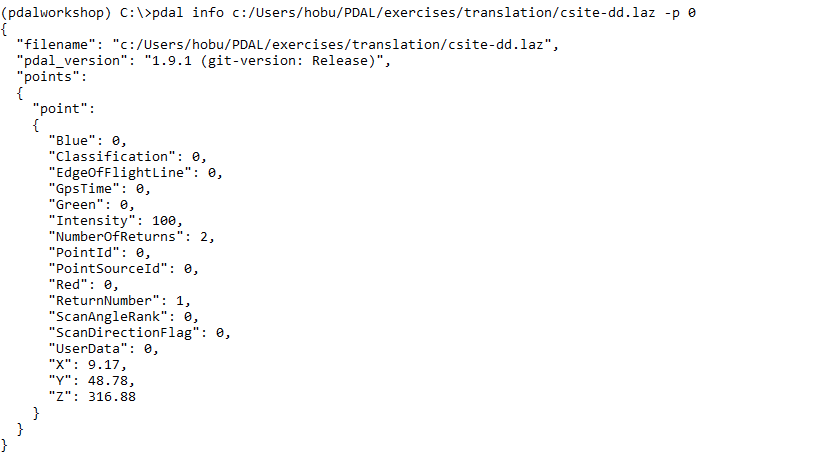 (pdalworkshop) C:\>pdal info c:/Users/hobu/PDAL/exercises/translation/csite-dd.laz -p 0
{
  "filename": "c:/Users/hobu/PDAL/exercises/translation/csite-dd.laz",
  "pdal_version": "1.9.1 (git-version: Release)",
  "points":
  {
    "point":
    {
      "Blue": 0,
      "Classification": 0,
      "EdgeOfFlightLine": 0,
      "GpsTime": 0,
      "Green": 0,
      "Intensity": 100,
      "NumberOfReturns": 2,
      "PointId": 0,
      "PointSourceId": 0,
      "Red": 0,
      "ReturnNumber": 1,
      "ScanAngleRank": 0,
      "ScanDirectionFlag": 0,
      "UserData": 0,
      "X": 9.17,
      "Y": 48.78,
      "Z": 316.88
    }
  }
}